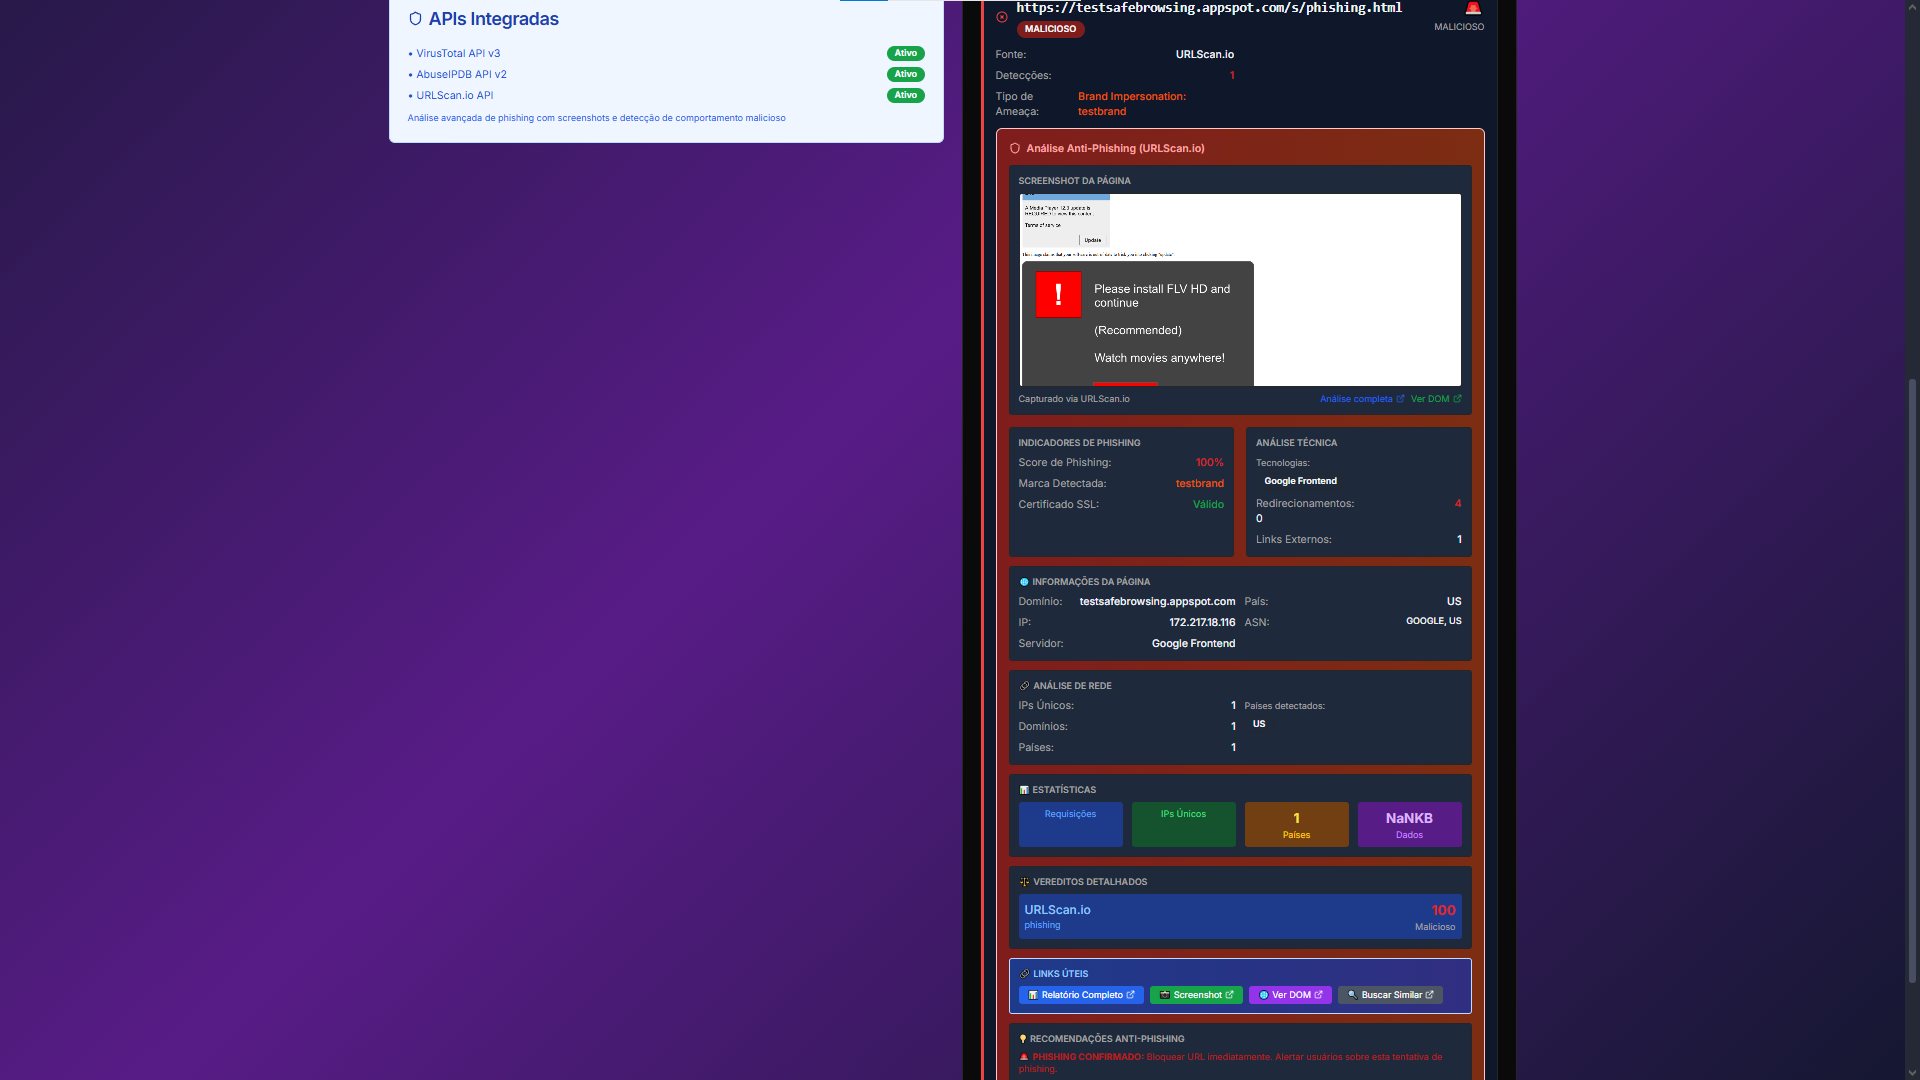 APIs Integradas
• VirusTotal API v3
Ativo
• AbuseIPDB API v2
Ativo
• URLScan.io API
Ativo
Análise avançada de phishing com screenshots e detecção de comportamento malicioso
https://testsafebrowsing.appspot.com/s/phishing.html
MALICIOSO
MALICIOSO
Fonte:
URLScan.io
Detecções:
1
Tipo de
Ameaça:
Brand Impersonation:
testbrand
Análise Anti-Phishing (URLScan.io)
SCREENSHOT DA PÁGINA
Terms of service
Update
!
Please install FLV HD and
continue
(Recommended)
Watch movies anywhere!
Capturado via URLScan.io
Análise completa
Ver DOM
INDICADORES DE PHISHING
Score de Phishing:
100%
Marca Detectada:
testbrand
Certificado SSL:
Válido
ANÁLISE TÉCNICA
Tecnologias:
Google Frontend
Redirecionamentos:
4
0
Links Externos:
1
INFORMAÇÕES DA PÁGINA
Domínio:
testsafebrowsing.appspot.com
País:
US
IP:
172.217.18.116
ASN:
GOOGLE, US
Servidor:
Google Frontend
ANÁLISE DE REDE
IPs Únicos:
1
Domínios:
1
Países:
1
Países detectados:
US
ESTATÍSTICAS
Requisições
IPs Únicos
1
Países
NaNKB
Dados
VEREDITOS DETALHADOS
URLScan.io
phishing
100
Malicioso
LINKS ÚTEIS
Relatório Completo
Screenshot
Ver DOM
Buscar Similar
RECOMENDAÇÕES ANTI-PHISHING
PHISHING CONFIRMADO: Bloquear URL imediatamente. Alertar usuários sobre esta tentativa de
phishing.